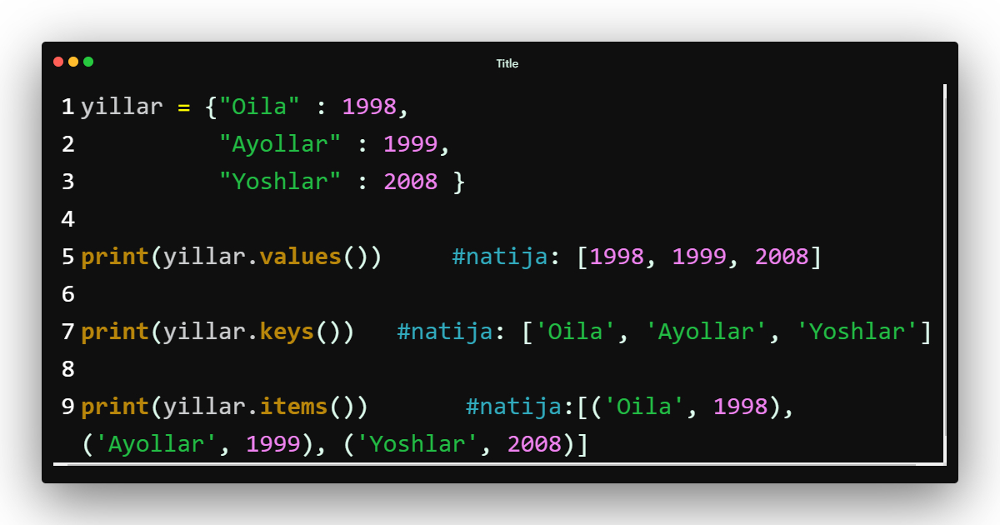 Title
1 yillar = {"Oila" : 1998,
2           "Ayollar" : 1999,
3           "Yoshlar" : 2008 }
4
5 print(yillar.values())     #natija: [1998, 1999, 2008]
6
7 print(yillar.keys())   #natija: ['Oila', 'Ayollar', 'Yoshlar']
8
9 print(yillar.items())       #natija:[('Oila', 1998),
('Ayollar', 1999), ('Yoshlar', 2008)]